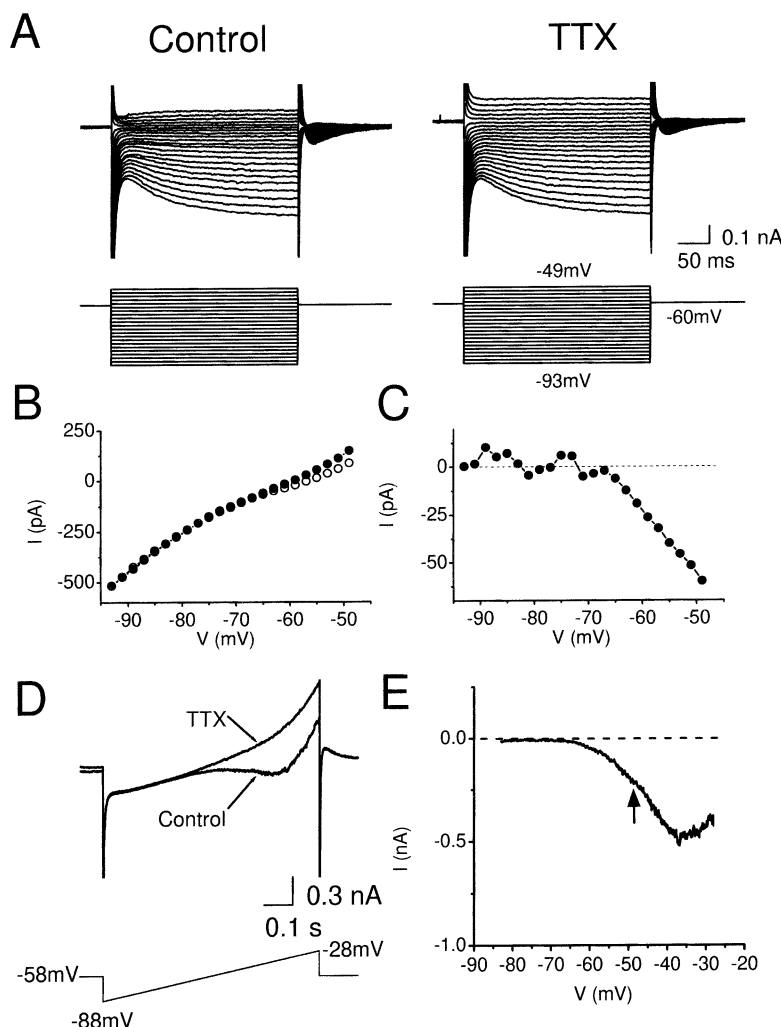 A
Control
TTX
0.1 nA
50 ms
-49mV
-60mV
-93mV
B
C
250
0
-250
-500
I (pA)
-90 -80 -70 -60 -50
V (mV)
0
-25
-50
I (pA)
-90 -80 -70 -60 -50
V (mV)
D
TTX
Control
0.3 nA
0.1 s
-58mV
-28mV
-88mV
E
0.0
-0.5
-1.0
I (nA)
-90 -80 -70 -60 -50 -40 -30 -20
V (mV)